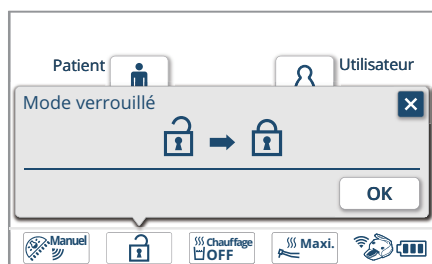 Patient
Utilisateur
Mode verrouillé
OK
Manuel
Chauffage
OFF
Maxi.